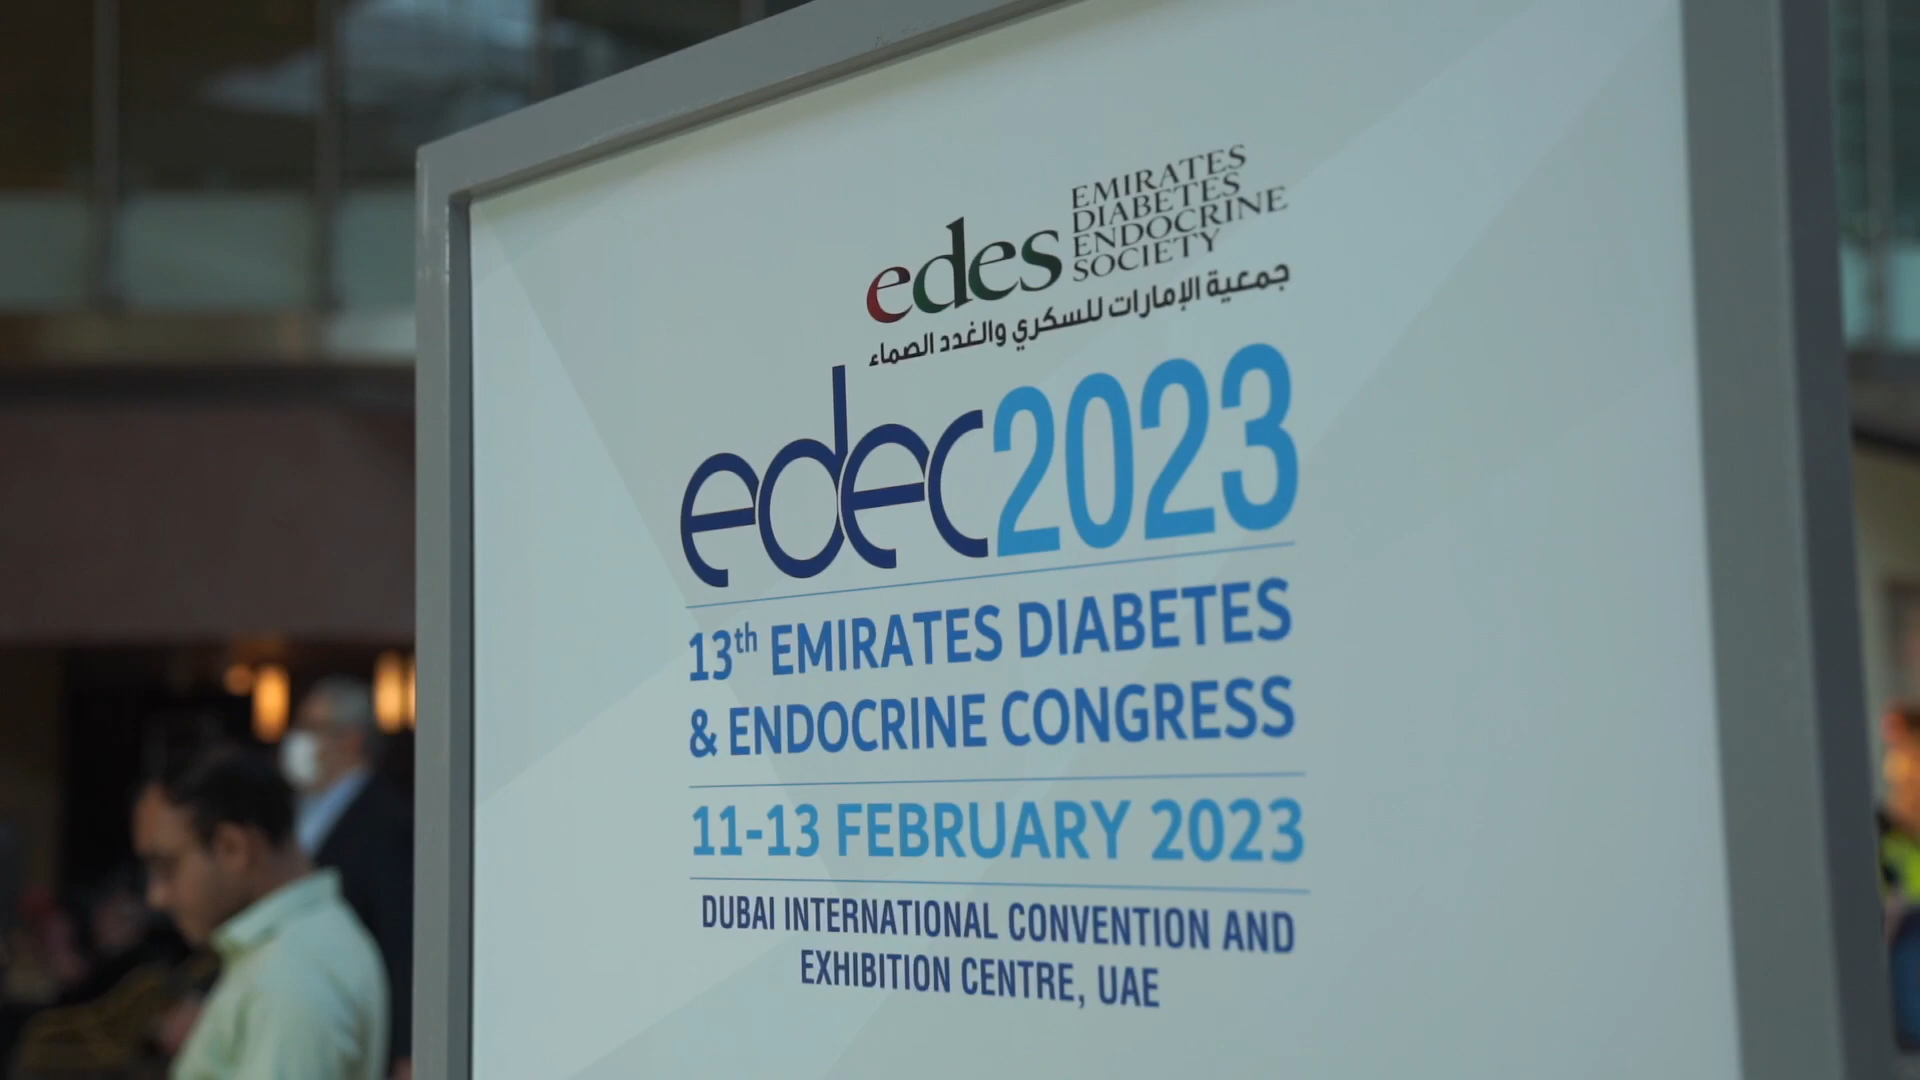 edes
EMIRATES
DIABETES
ENDOCRINE
SOCIETY
جمعية الإمارات للسكري والغدد الصماء
edec2023
13th EMIRATES DIABETES
& ENDOCRINE CONGRESS
11-13 FEBRUARY 2023
DUBAI INTERNATIONAL CONVENTION AND
EXHIBITION CENTRE, UAE